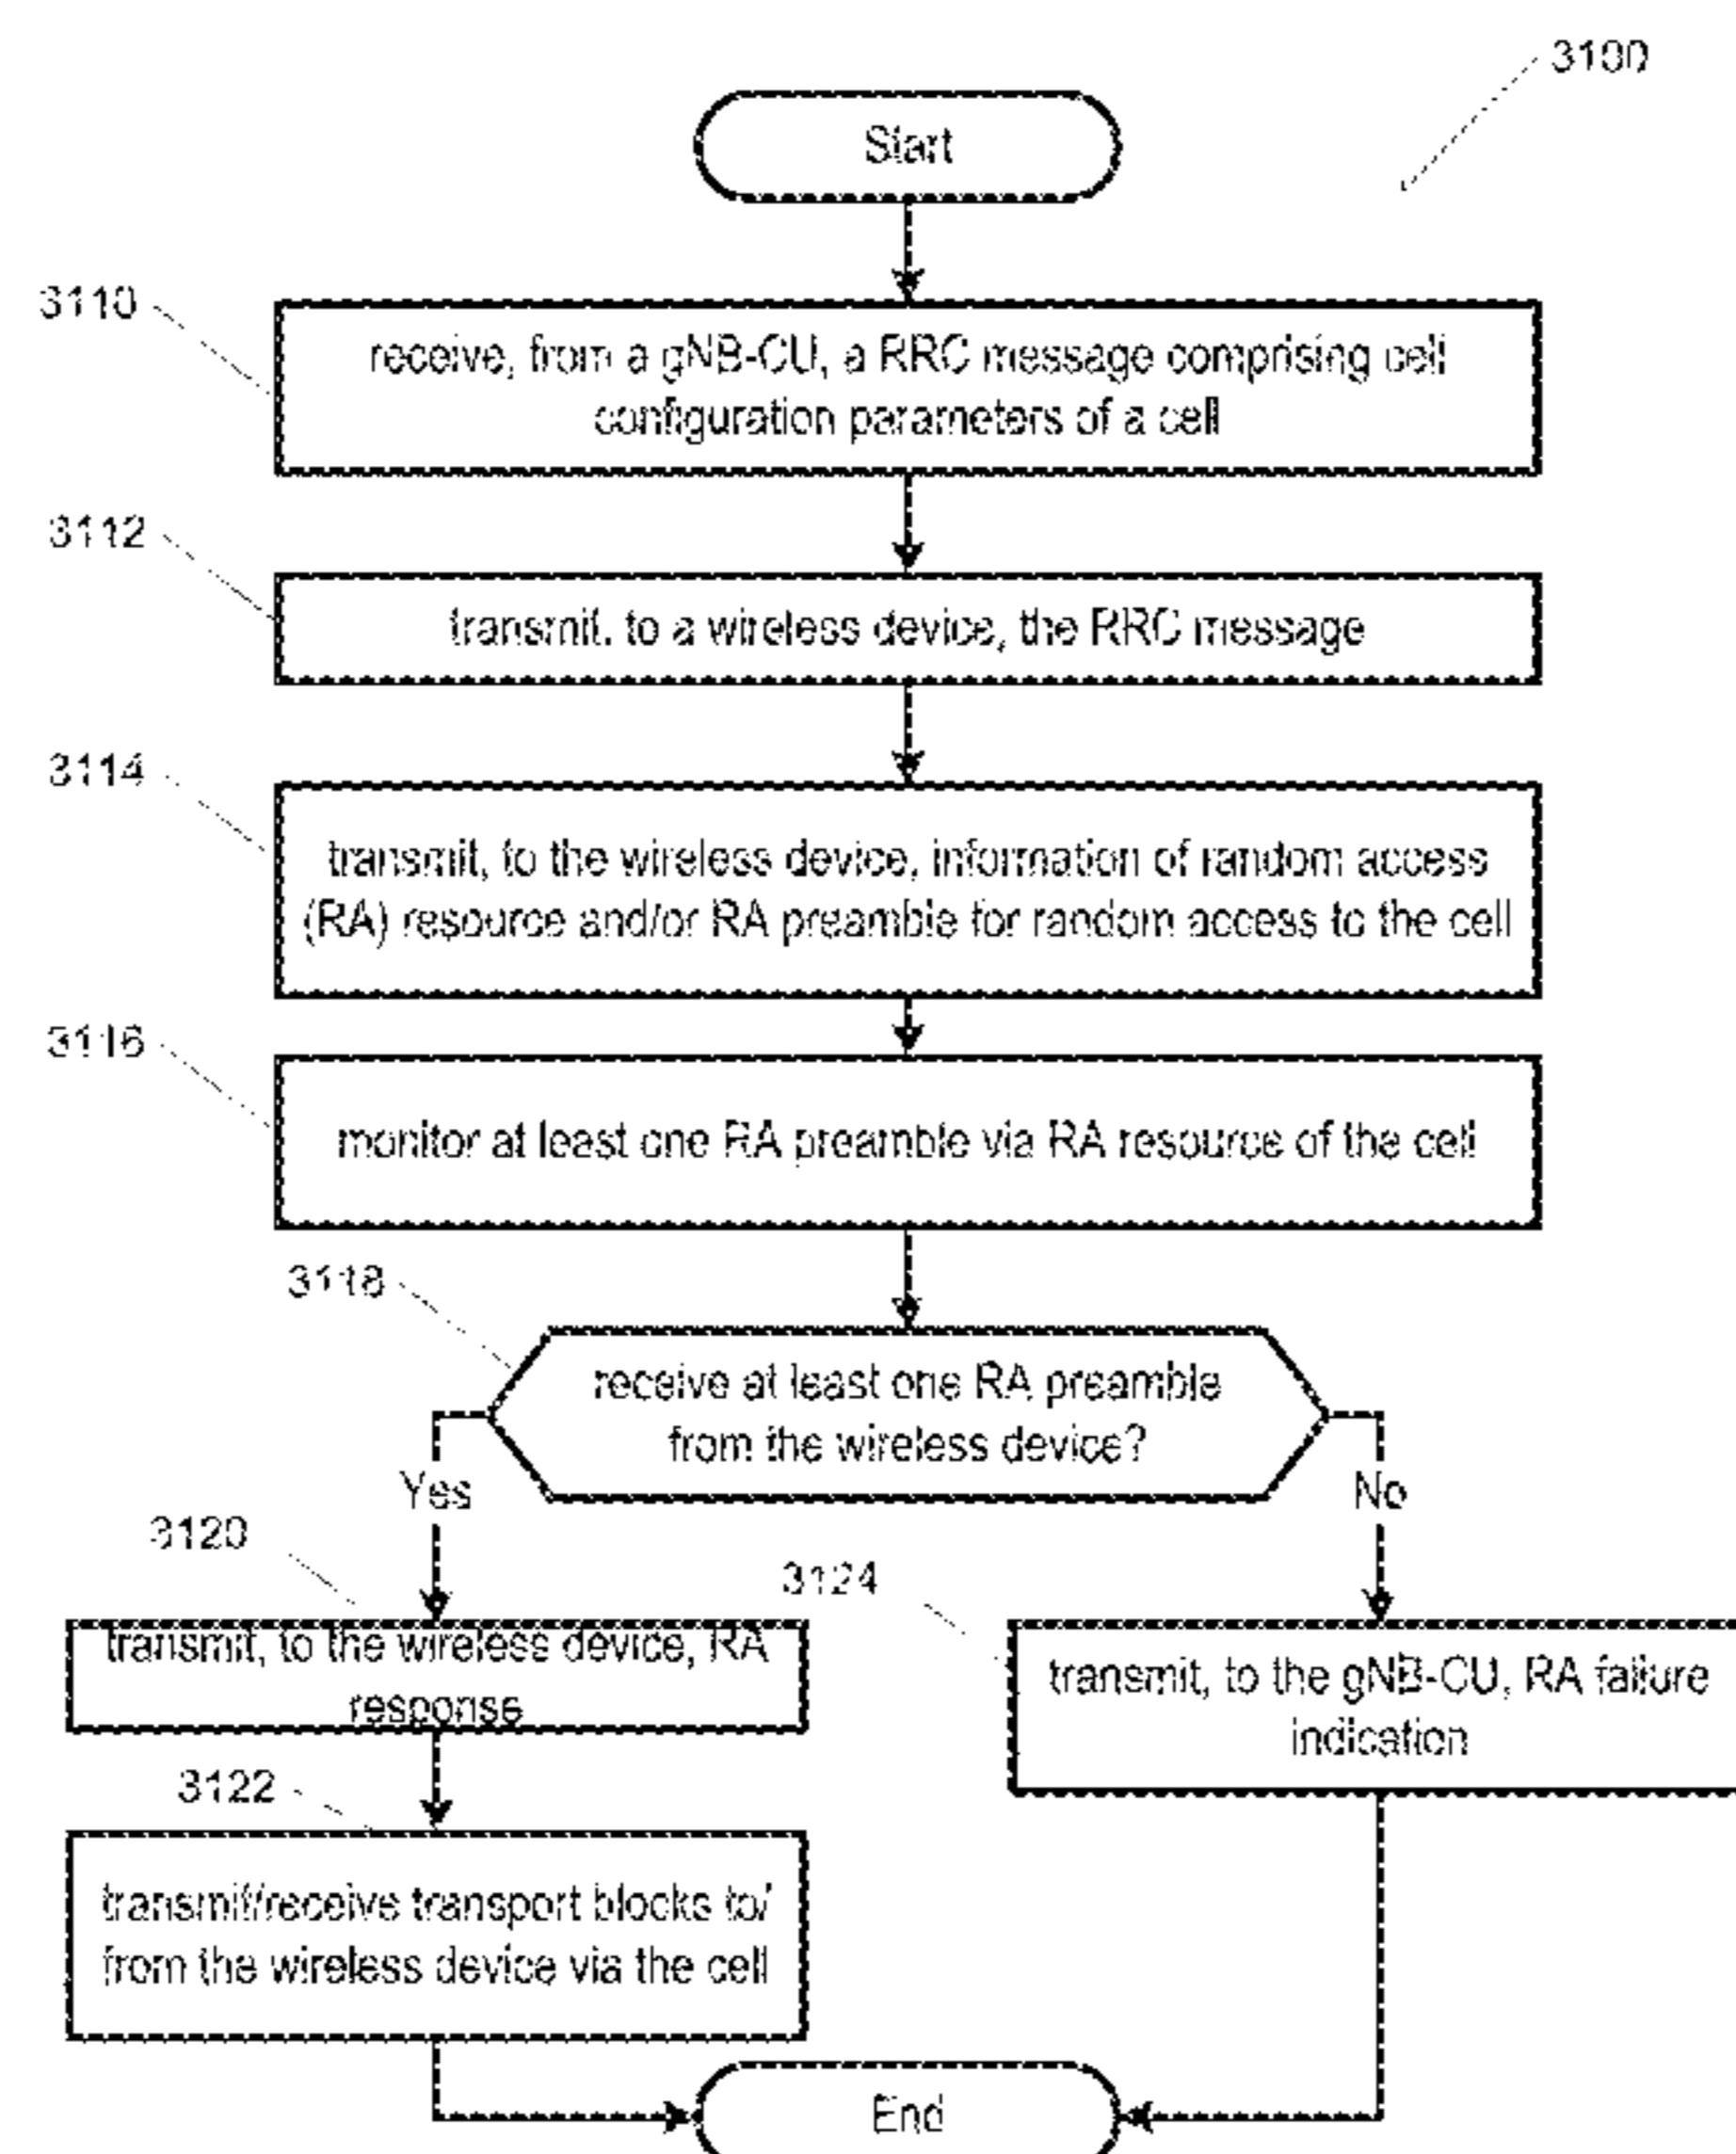 3100
Start
3110
receive, from a gNB-CU, a RRC message comprising cell
configuration parameters of a cell
3112
transmit, to a wireless device, the RRC message
3114
transmit, to the wireless device, information of random access
(RA) resource and/or RA preamble for random access to the cell
3116
monitor at least one RA preamble via RA resource of the cell
3118
receive at least one RA preamble
from the wireless device?
Yes
No
3120
transmit, to the wireless device, RA
response
3124
transmit, to the gNB-CU, RA failure
indication
3122
transmit/receive transport blocks to/
from the wireless device via the cell
End